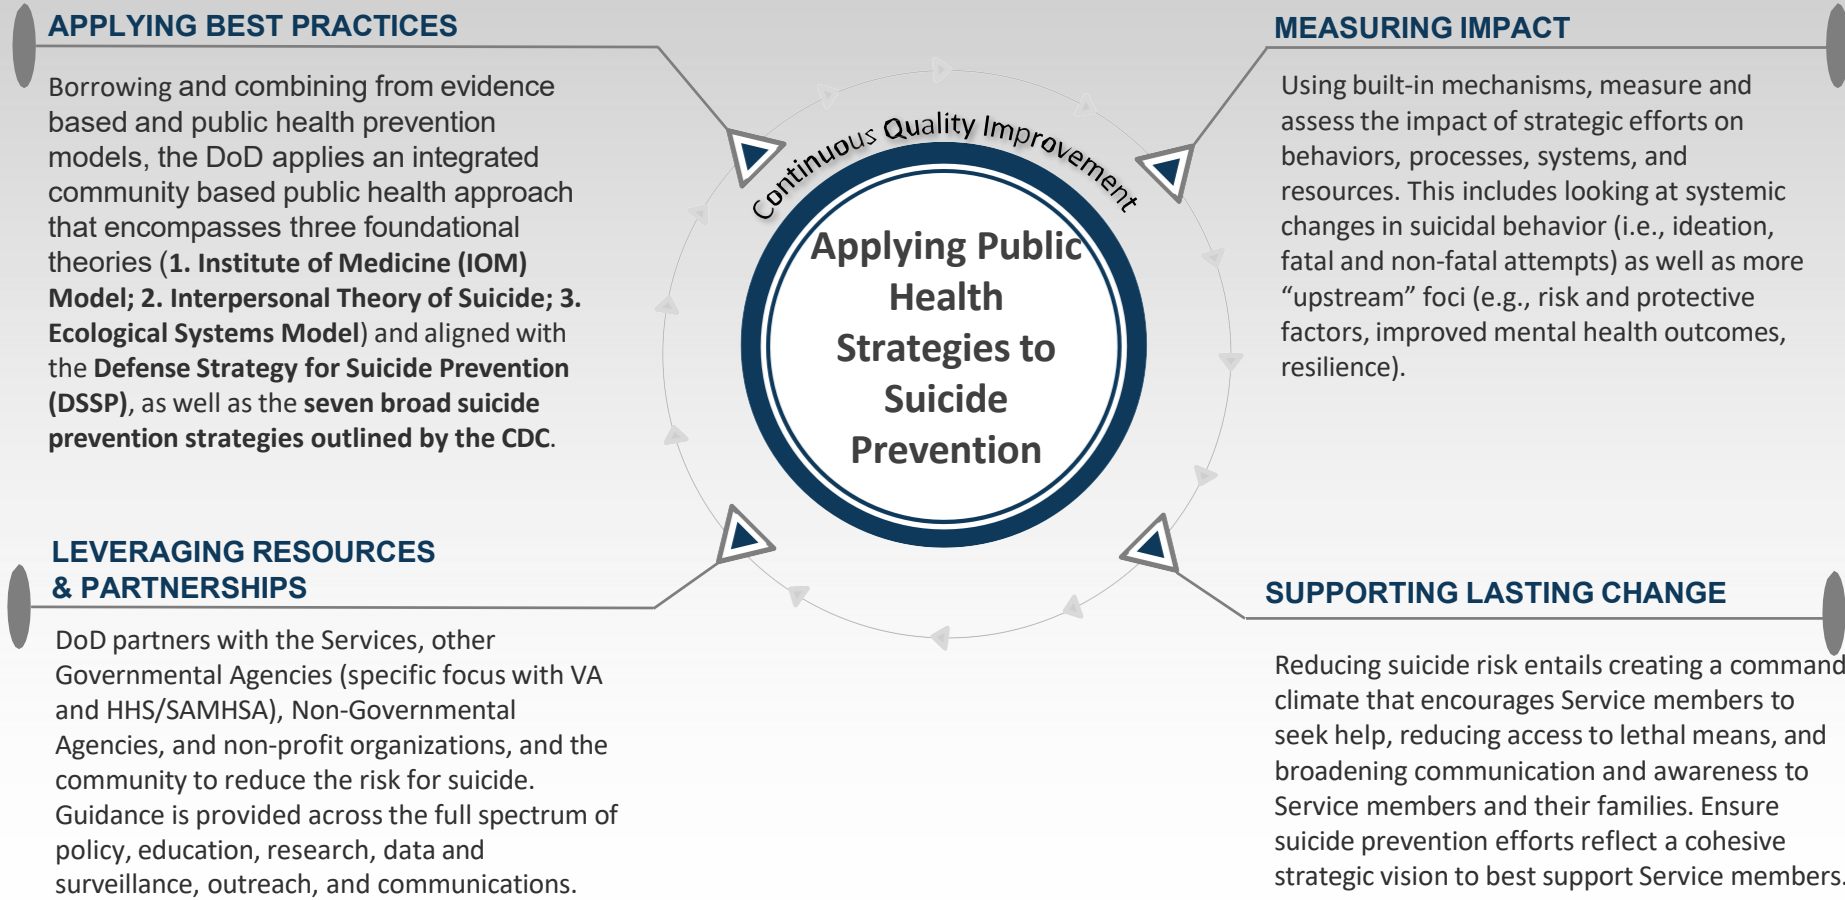 APPLYING BEST PRACTICES
Borrowing and combining from evidence
based and public health prevention
models, the DoD applies an integrated
community based public health approach
that encompasses three foundational
theories (1. Institute of Medicine (IOM)
Model; 2. Interpersonal Theory of Suicide; 3.
Ecological Systems Model) and aligned with
the Defense Strategy for Suicide Prevention
(DSSP), as well as the seven broad suicide
prevention strategies outlined by the CDC.
Continuous Quality Improvement
Applying Public
Health
Strategies to
Suicide
Prevention
MEASURING IMPACT
Using built-in mechanisms, measure and
assess the impact of strategic efforts on
behaviors, processes, systems, and
resources. This includes looking at systemic
changes in suicidal behavior (i.e., ideation,
fatal and non-fatal attempts) as well as more
“upstream” foci (e.g., risk and protective
factors, improved mental health outcomes,
resilience).
LEVERAGING RESOURCES
& PARTNERSHIPS
DoD partners with the Services, other
Governmental Agencies (specific focus with VA
and HHS/SAMHSA), Non-Governmental
Agencies, and non-profit organizations, and the
community to reduce the risk for suicide.
Guidance is provided across the full spectrum of
policy, education, research, data and
surveillance, outreach, and communications.
SUPPORTING LASTING CHANGE
Reducing suicide risk entails creating a command
climate that encourages Service members to
seek help, reducing access to lethal means, and
broadening communication and awareness to
Service members and their families. Ensure
suicide prevention efforts reflect a cohesive
strategic vision to best support Service members.